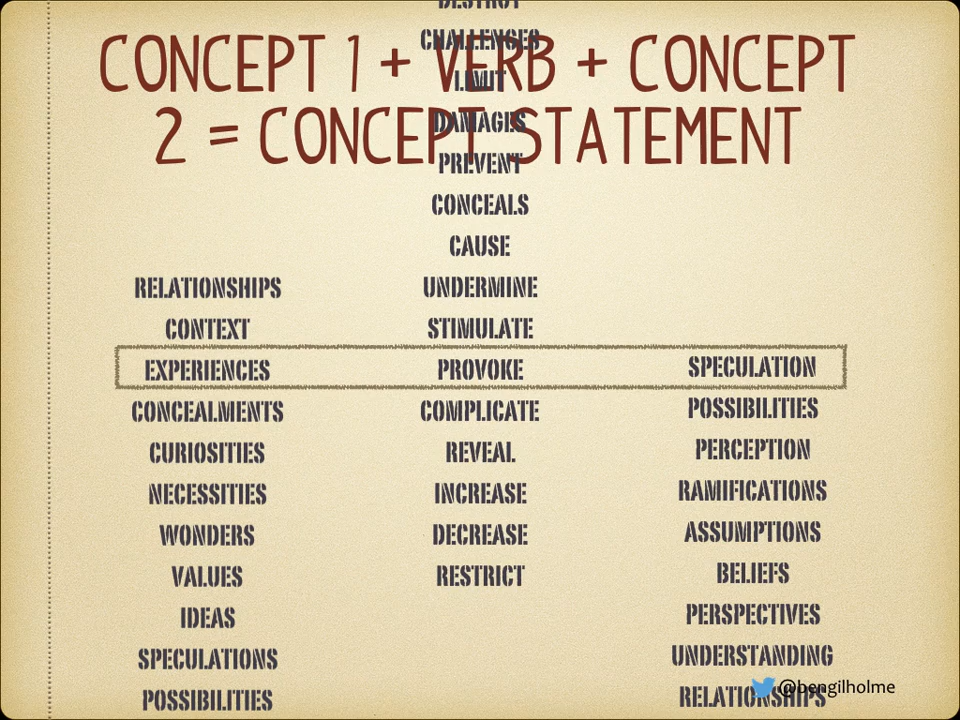 DESTROY
CHALLENGES
CONCEPT 1 + VERB + CONCEPT
LIMIT
DAMAGES
2 = CONCEPT STATEMENT
PREVENT
CONCEALS
CAUSE
RELATIONSHIPS UNDERMINE
CONTEXT STIMULATE
EXPERIENCES PROVOKE SPECULATION
CONCEALMENTS COMPLICATE POSSIBILITIES
CURIOSITIES REVEAL PERCEPTION
NECESSITIES INCREASE RAMIFICATIONS
WONDERS DECREASE ASSUMPTIONS
VALUES RESTRICT BELIEFS
IDEAS PERSPECTIVES
SPECULATIONS UNDERSTANDING
POSSIBILITIES RELATIONSHIPS
@bengilholme